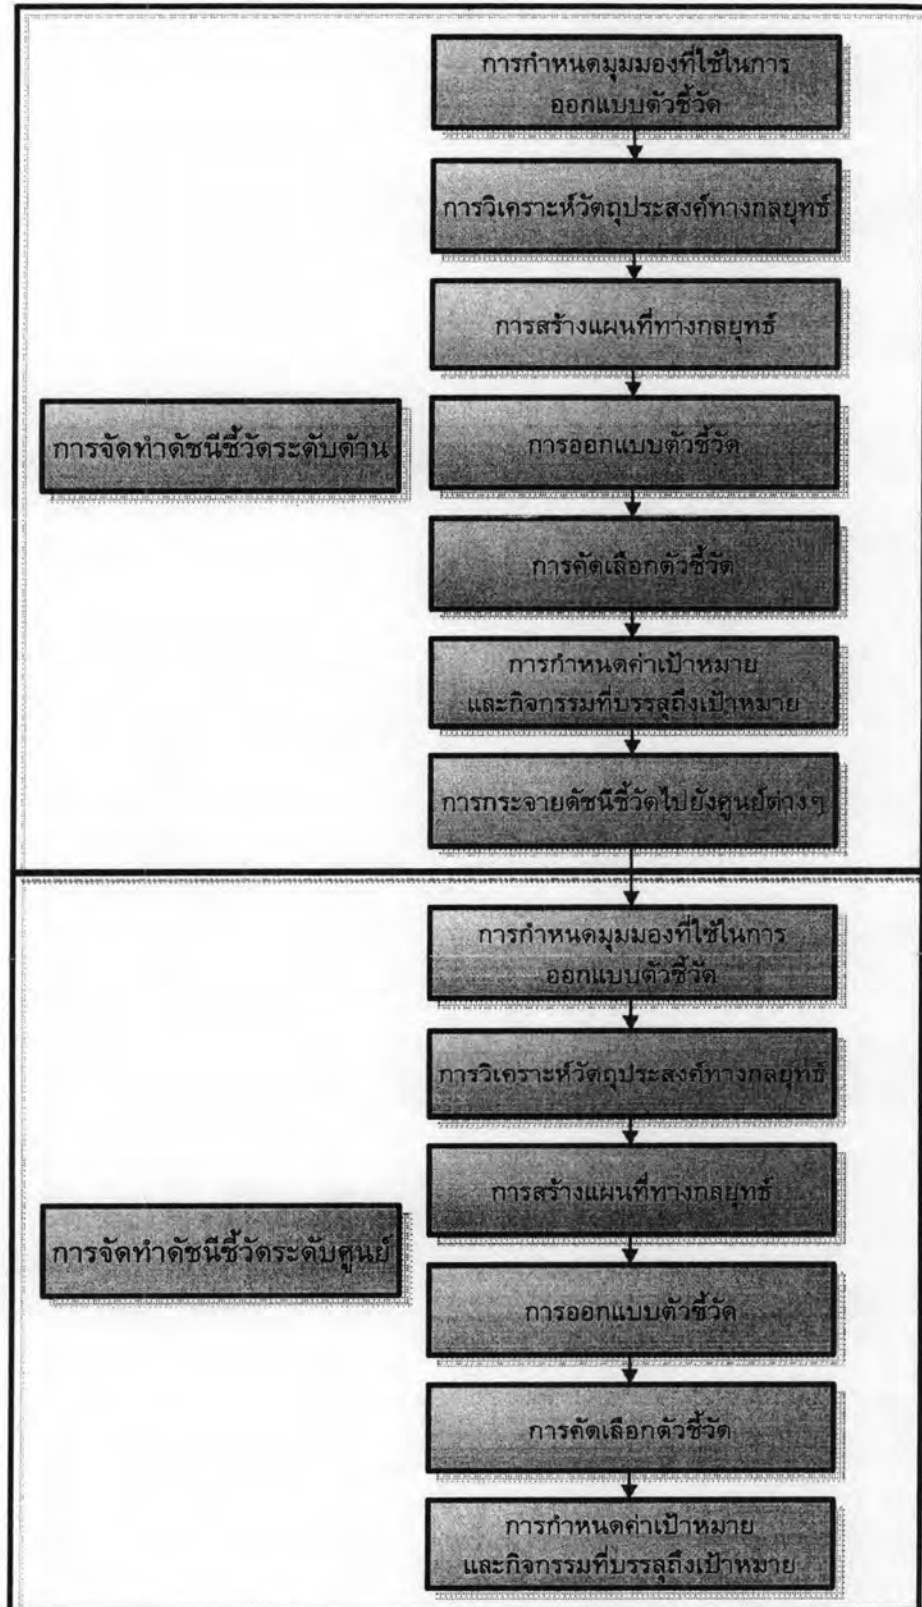 การกำหนดมุมมองที่ใช้ในการ
ออกแบบตัวชี้วัด
การวิเคราะห์วัตถุประสงค์ทางกลยุทธ์
การสร้างแผนที่ทางกลยุทธ์
การจัดทำดัชนีชี้วัดระดับด้าน
การออกแบบตัวชี้วัด
การคัดเลือกตัวชี้วัด
การกำหนดค่าเป้าหมาย
และกิจกรรมที่บรรลุถึงเป้าหมาย
การกระจายดัชนีชี้วัดไปยังศูนย์ต่างๆ
การกำหนดมุมมองที่ใช้ในการ
ออกแบบตัวชี้วัด
การวิเคราะห์วัตถุประสงค์ทางกลยุทธ์
การสร้างแผนที่ทางกลยุทธ์
การจัดทำดัชนีชี้วัดระดับศูนย์
การออกแบบตัวชี้วัด
การคัดเลือกตัวชี้วัด
การกำหนดค่าเป้าหมาย
และกิจกรรมที่บรรลุถึงเป้าหมาย